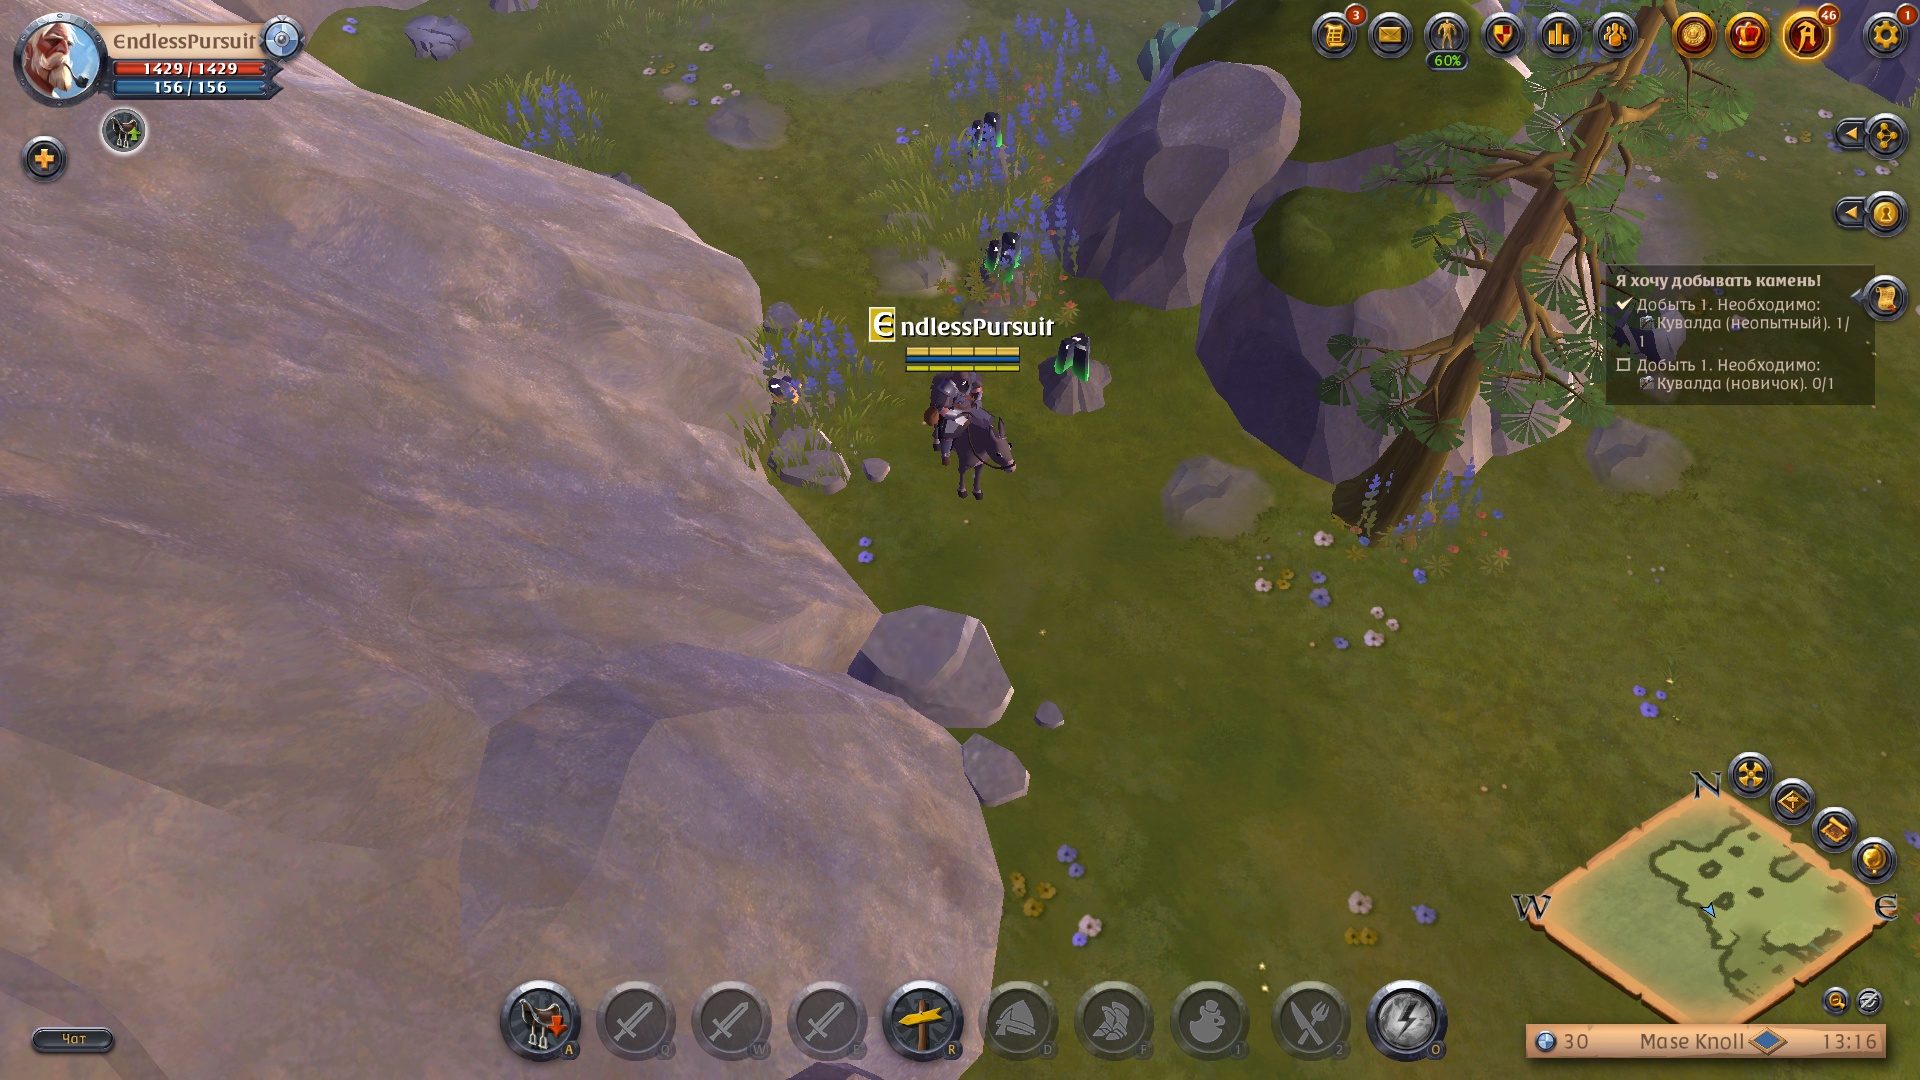 EndlessPursuit
1429 / 1429
156 / 156
3
60%
46
1
Я хочу добывать камень!
Добыть 1. Необходимо:
Кувалда (неопытный). 1/
1
Добыть 1. Необходимо:
Кувалда (новичок). 0/1
EndlessPursuit
N
W
E
Чат
A
Q
W
E
R
D
F
1
2
O
30
Mase Knoll
13:16